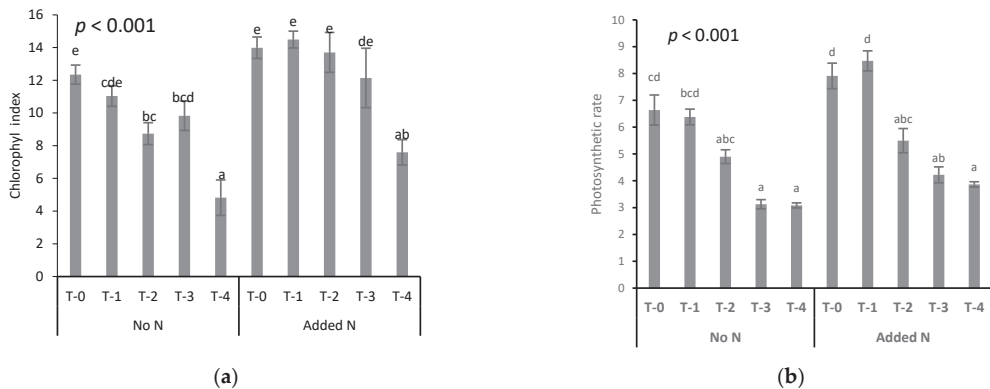 p < 0.001
Chlorophyl index
16
14
12
10
8
6
4
2
0
e
cde
bc
bcd
a
e
e
e
de
ab
T-0 T-1 T-2 T-3 T-4 T-0 T-1 T-2 T-3 T-4
No N Added N
(a)
p < 0.001
Photosynthetic rate
10
9
8
7
6
5
4
3
2
1
0
cd
bcd
abc
a
a
d
d
abc
ab
a
T-0 T-1 T-2 T-3 T-4 T-0 T-1 T-2 T-3 T-4
No N Added N
(b)